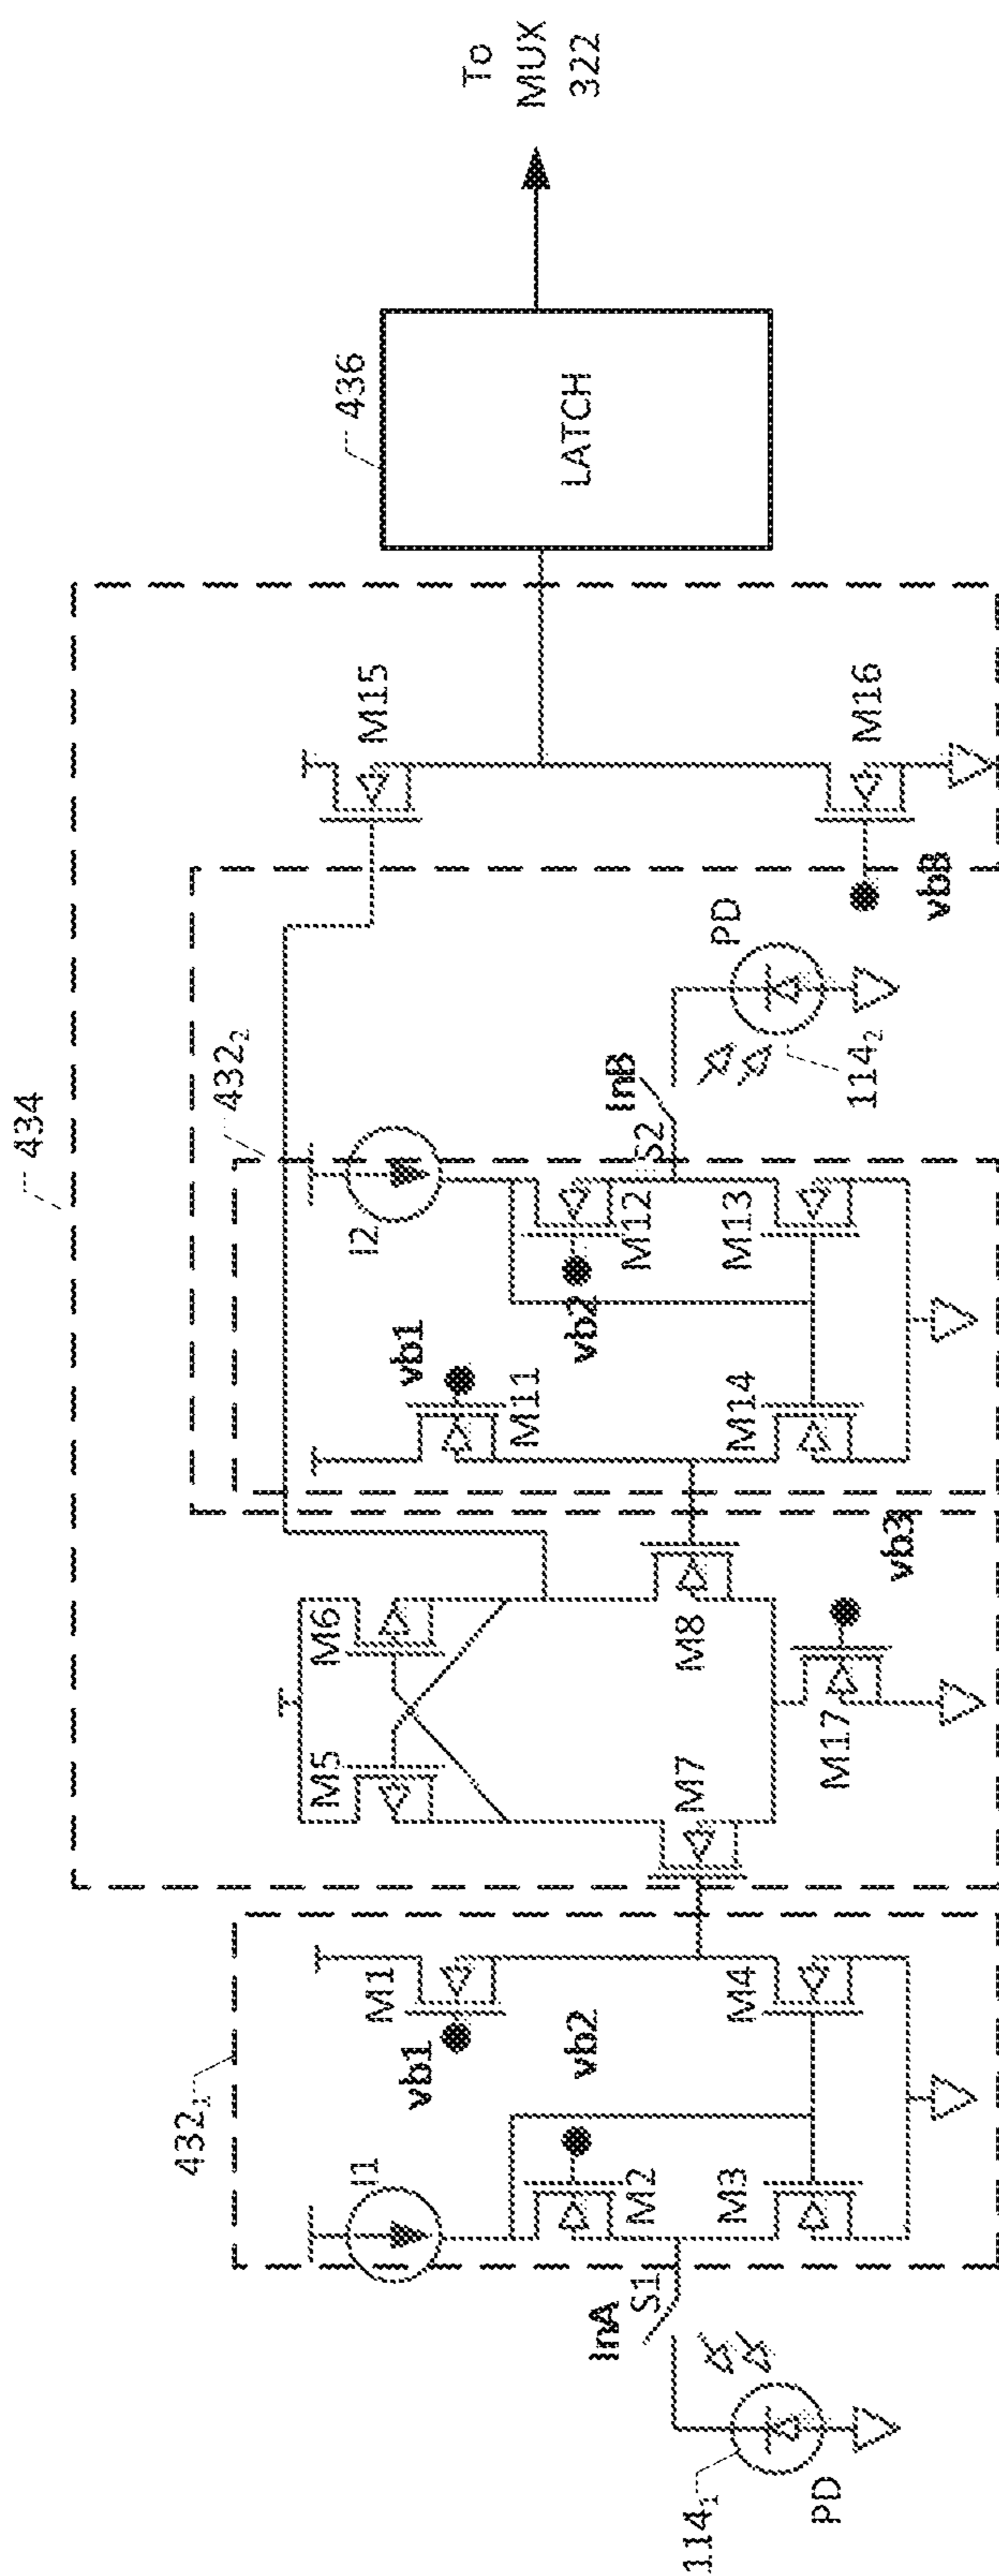 434
432₁
I1
vb1
M1
vb2
M2
M3
M4
InA
S1
114₁
PD
M5
M6
M7
M8
M17
vb3
432₂
vb1
M11
I2
vb2
M12
M14
M13
S2
InB
PD
114₂
M15
M16
vbB
436
LATCH
To
MUX
322